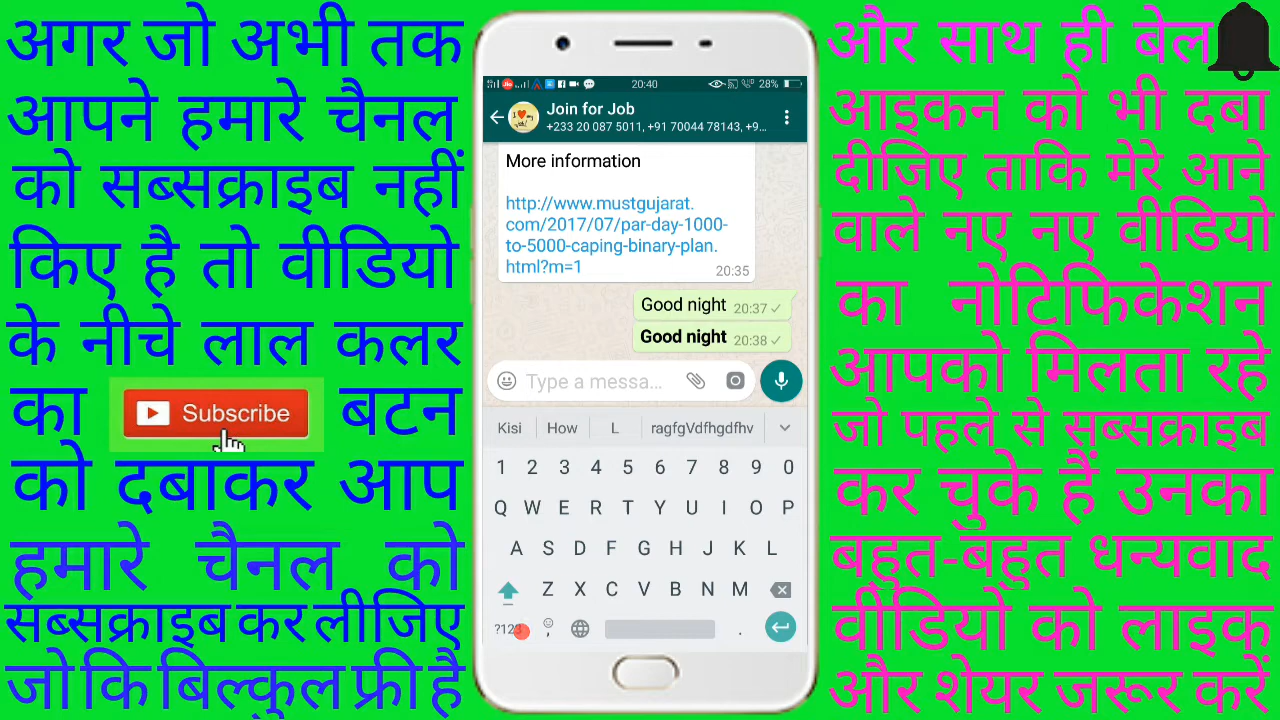 अगर जो अभी तक
आपने हमारे चैनल
को सब्सक्राइब नहीं
किए है तो वीडियो
के नीचे लाल कलर
का Subscribe बटन
को दबाकर आप
हमारे चैनल को
सब्सक्राइब कर लीजिए
जो कि बिल्कुल फ्री है
20:40
28%
Join for Job
+233 20 087 5011, +91 70044 78143, +9...
More information
http://www.mustgujarat.
com/2017/07/par-day-1000-
to-5000-caping-binary-plan.
html?m=1
20:35
Good night 20:37
Good night 20:38
Type a messa...
Kisi How L ragfgVdfhgdfhv
1 2 3 4 5 6 7 8 9 0
Q W E R T Y U I O P
A S D F G H J K L
Z X C V B N M
?123 , .
और साथ ही बेल
आइकन को भी दबा
दीजिए ताकि मेरे आने
वाले नए नए वीडियो
का नोटिफिकेशन
आपको मिलता रहे
जो पहले से सब्सक्राइब
कर चुके हैं उनका
बहुत-बहुत धन्यवाद
वीडियो को लाइक
और शेयर जरूर करें